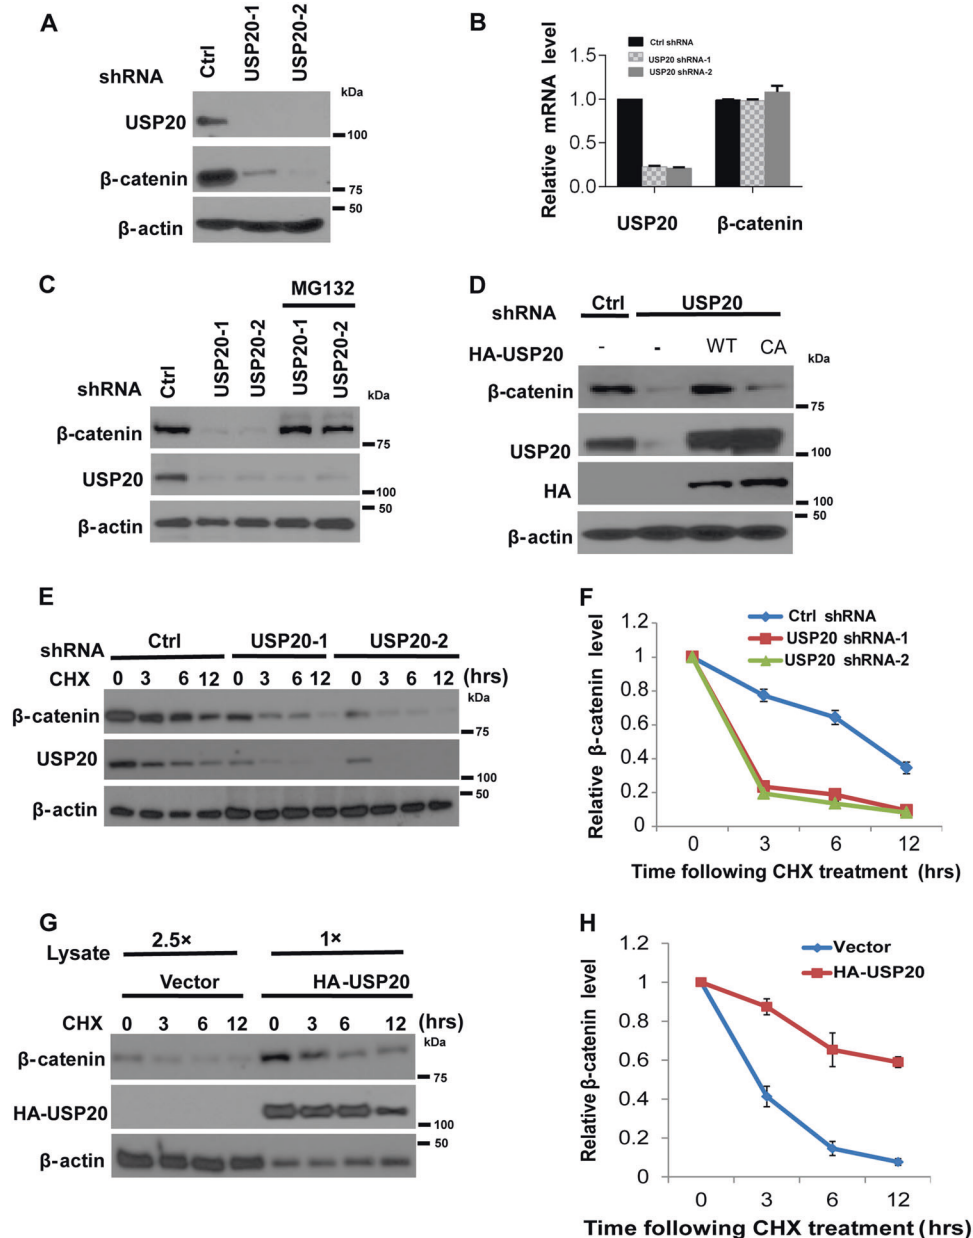 A
shRNA
Ctrl
USP20-1
USP20-2
kDa
USP20
100
β-catenin
75
50
β-actin
B
Ctrl shRNA
USP20 shRNA-1
USP20 shRNA-2
Relative mRNA level
1.5
1.0
0.5
0.0
USP20 β-catenin
C
MG132
shRNA
Ctrl
USP20-1
USP20-2
USP20-1
USP20-2
kDa
β-catenin
75
USP20
100
50
β-actin
D
shRNA Ctrl USP20
HA-USP20 - - WT CA
kDa
β-catenin
75
USP20
100
HA
100
50
β-actin
E
shRNA Ctrl USP20-1 USP20-2
CHX 0 3 6 12 0 3 6 12 0 3 6 12 (hrs)
kDa
β-catenin
75
USP20
100
50
β-actin
F
Ctrl shRNA
USP20 shRNA-1
USP20 shRNA-2
Relative β-catenin level
1.2
1
0.8
0.6
0.4
0.2
0
0 3 6 12
Time following CHX treatment (hrs)
G
Lysate 2.5× 1×
Vector HA-USP20
CHX 0 3 6 12 0 3 6 12 (hrs)
kDa
β-catenin
75
HA-USP20
100
50
β-actin
H
Vector
HA-USP20
Relative β-catenin level
1.2
1
0.8
0.6
0.4
0.2
0
0 3 6 12
Time following CHX treatment (hrs)